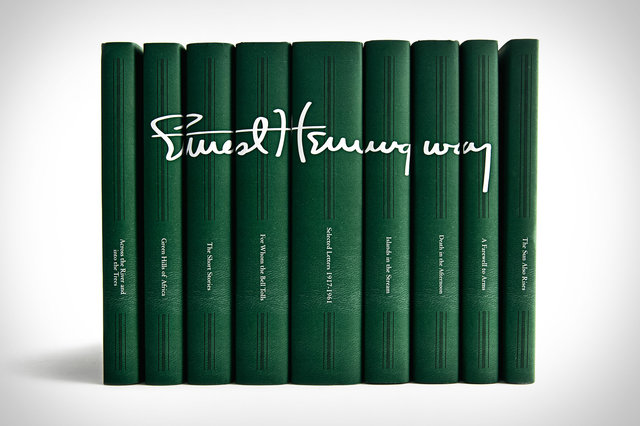 Ernest Hemingway
Across the River and
into the Trees
Green Hills of Africa
The Short Stories
For Whom the Bell Tolls
Selected Letters 1917-1961
Islands in the Stream
Death in the Afternoon
A Farewell to Arms
The Sun Also Rises